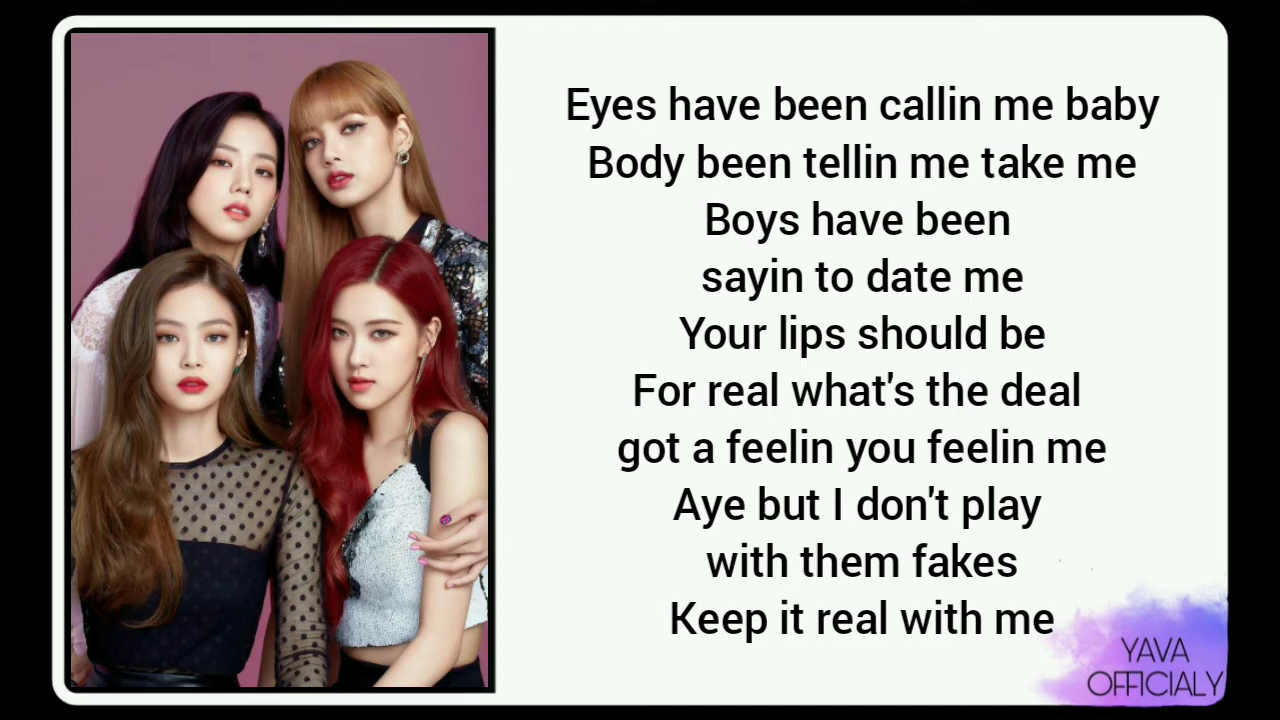 Eyes have been callin me baby
Body been tellin me take me
Boys have been
sayin to date me
Your lips should be
For real what's the deal
got a feelin you feelin me
Aye but I don't play
with them fakes
Keep it real with me
YAVA
OFFICIALY